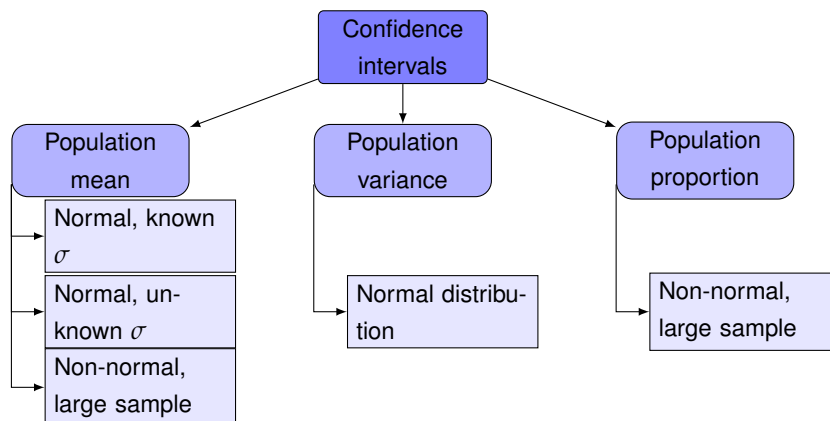 Confidence
intervals
Population
mean
Population
variance
Population
proportion
Normal, known
σ
Normal, un-
known σ
Non-normal,
large sample
Normal distribu-
tion
Non-normal,
large sample